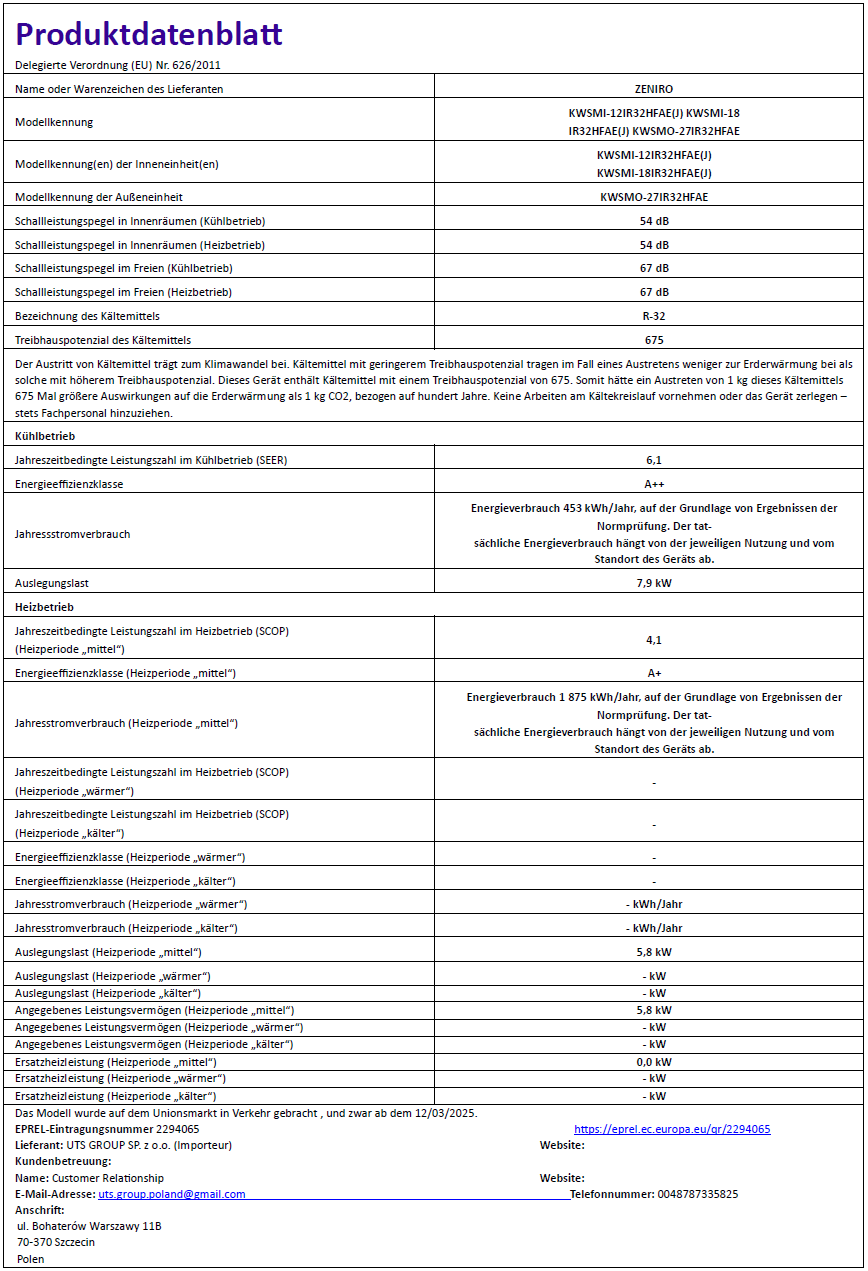 Produktdatenblatt
Delegierte Verordnung (EU) Nr. 626/2011
Name oder Warenzeichen des Lieferanten ZENIRO
Modellkennung KWSMI-12IR32HFAE(J) KWSMI-18
IR32HFAE(J) KWSMO-27IR32HFAE
Modellkennung(en) der Inneneinheit(en) KWSMI-12IR32HFAE(J)
KWSMI-18IR32HFAE(J)
Modellkennung der Außeneinheit KWSMO-27IR32HFAE
Schallleistungspegel in Innenräumen (Kühlbetrieb) 54 dB
Schallleistungspegel in Innenräumen (Heizbetrieb) 54 dB
Schallleistungspegel im Freien (Kühlbetrieb) 67 dB
Schallleistungspegel im Freien (Heizbetrieb) 67 dB
Bezeichnung des Kältemittels R-32
Treibhauspotenzial des Kältemittels 675
Der Austritt von Kältemittel trägt zum Klimawandel bei. Kältemittel mit geringerem Treibhauspotenzial tragen im Fall eines Austretens weniger zur Erderwärmung bei als
solche mit höherem Treibhauspotenzial. Dieses Gerät enthält Kältemittel mit einem Treibhauspotenzial von 675. Somit hätte ein Austreten von 1 kg dieses Kältemittels
675 Mal größere Auswirkungen auf die Erderwärmung als 1 kg CO2, bezogen auf hundert Jahre. Keine Arbeiten am Kältekreislauf vornehmen oder das Gerät zerlegen –
stets Fachpersonal hinzuziehen.
Kühlbetrieb
Jahreszeitbedingte Leistungszahl im Kühlbetrieb (SEER) 6,1
Energieeffizienzklasse A++
Jahressstromverbrauch Energieverbrauch 453 kWh/Jahr, auf der Grundlage von Ergebnissen der
Normprüfung. Der tat-
sächliche Energieverbrauch hängt von der jeweiligen Nutzung und vom
Standort des Geräts ab.
Auslegungslast 7,9 kW
Heizbetrieb
Jahreszeitbedingte Leistungszahl im Heizbetrieb (SCOP)
(Heizperiode „mittel“) 4,1
Energieeffizienzklasse (Heizperiode „mittel“) A+
Jahresstromverbrauch (Heizperiode „mittel“) Energieverbrauch 1 875 kWh/Jahr, auf der Grundlage von Ergebnissen der
Normprüfung. Der tat-
sächliche Energieverbrauch hängt von der jeweiligen Nutzung und vom
Standort des Geräts ab.
Jahreszeitbedingte Leistungszahl im Heizbetrieb (SCOP)
(Heizperiode „wärmer“) -
Jahreszeitbedingte Leistungszahl im Heizbetrieb (SCOP)
(Heizperiode „kälter“) -
Energieeffizienzklasse (Heizperiode „wärmer“) -
Energieeffizienzklasse (Heizperiode „kälter“) -
Jahresstromverbrauch (Heizperiode „wärmer“) - kWh/Jahr
Jahresstromverbrauch (Heizperiode „kälter“) - kWh/Jahr
Auslegungslast (Heizperiode „mittel“) 5,8 kW
Auslegungslast (Heizperiode „wärmer“) - kW
Auslegungslast (Heizperiode „kälter“) - kW
Angegebenes Leistungsvermögen (Heizperiode „mittel“) 5,8 kW
Angegebenes Leistungsvermögen (Heizperiode „wärmer“) - kW
Angegebenes Leistungsvermögen (Heizperiode „kälter“) - kW
Ersatzheizleistung (Heizperiode „mittel“) 0,0 kW
Ersatzheizleistung (Heizperiode „wärmer“) - kW
Ersatzheizleistung (Heizperiode „kälter“) - kW
Das Modell wurde auf dem Unionsmarkt in Verkehr gebracht , und zwar ab dem 12/03/2025.
EPREL-Eintragungsnummer 2294065 https://eprel.ec.europa.eu/qr/2294065
Lieferant: UTS GROUP SP. z o.o. (Importeur) Website:
Kundenbetreuung:
Name: Customer Relationship Website:
E-Mail-Adresse: uts.group.poland@gmail.com Telefonnummer: 0048787335825
Anschrift:
ul. Bohaterów Warszawy 11B
70-370 Szczecin
Polen